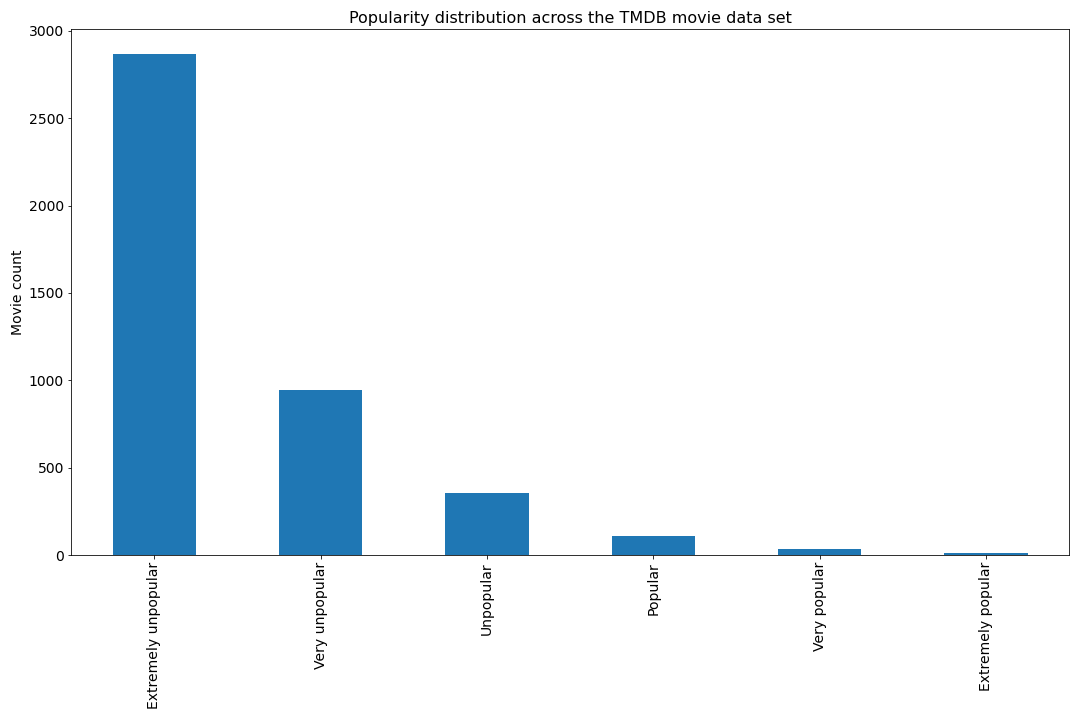 Popularity distribution across the TMDB movie data set
3000
2500
2000
1500
1000
500
0
Movie count
Extremely unpopular
Very unpopular
Unpopular
Popular
Very popular
Extremely popular